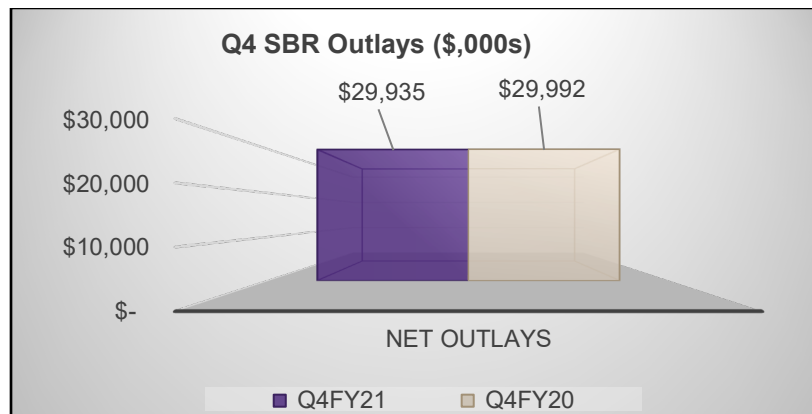 Q4 SBR Outlays ($,000s)
$29,935 $29,992
$30,000
$20,000
$10,000
$-
NET OUTLAYS
Q4FY21 Q4FY20